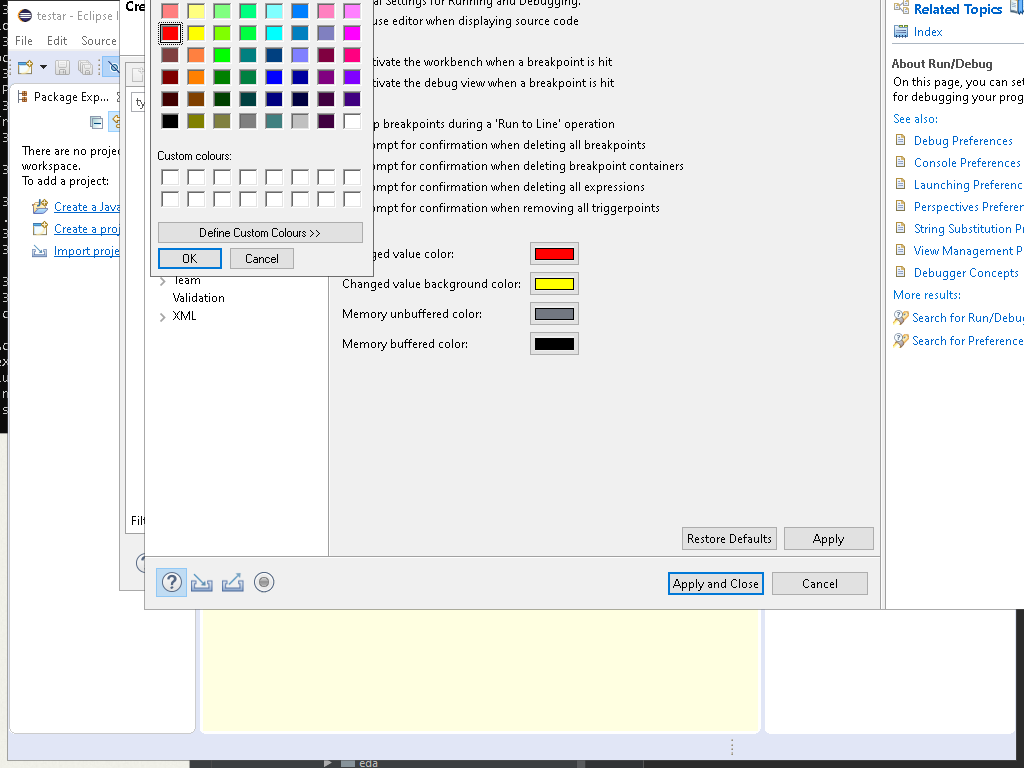 testar - Eclipse I
File Edit Source
Package Exp...
There are no proje
workspace.
To add a project:
Create a Java
Create a proj
Import proje
Cre
ty
Filt
Custom colours:
Define Custom Colours >>
OK
Cancel
Team
Validation
XML
al Settings for Running and Debugging.
use editor when displaying source code
tivate the workbench when a breakpoint is hit
tivate the debug view when a breakpoint is hit
p breakpoints during a 'Run to Line' operation
ompt for confirmation when deleting all breakpoints
ompt for confirmation when deleting breakpoint containers
ompt for confirmation when deleting all expressions
ompt for confirmation when removing all triggerpoints
ged value color:
Changed value background color:
Memory unbuffered color:
Memory buffered color:
Restore Defaults
Apply
Apply and Close
Cancel
Related Topics
Index
About Run/Debug
On this page, you can set
for debugging your prog
See also:
Debug Preferences
Console Preferences
Launching Preferenc
Perspectives Preferen
String Substitution Pr
View Management P
Debugger Concepts
More results:
Search for Run/Debug
Search for Preference
eda